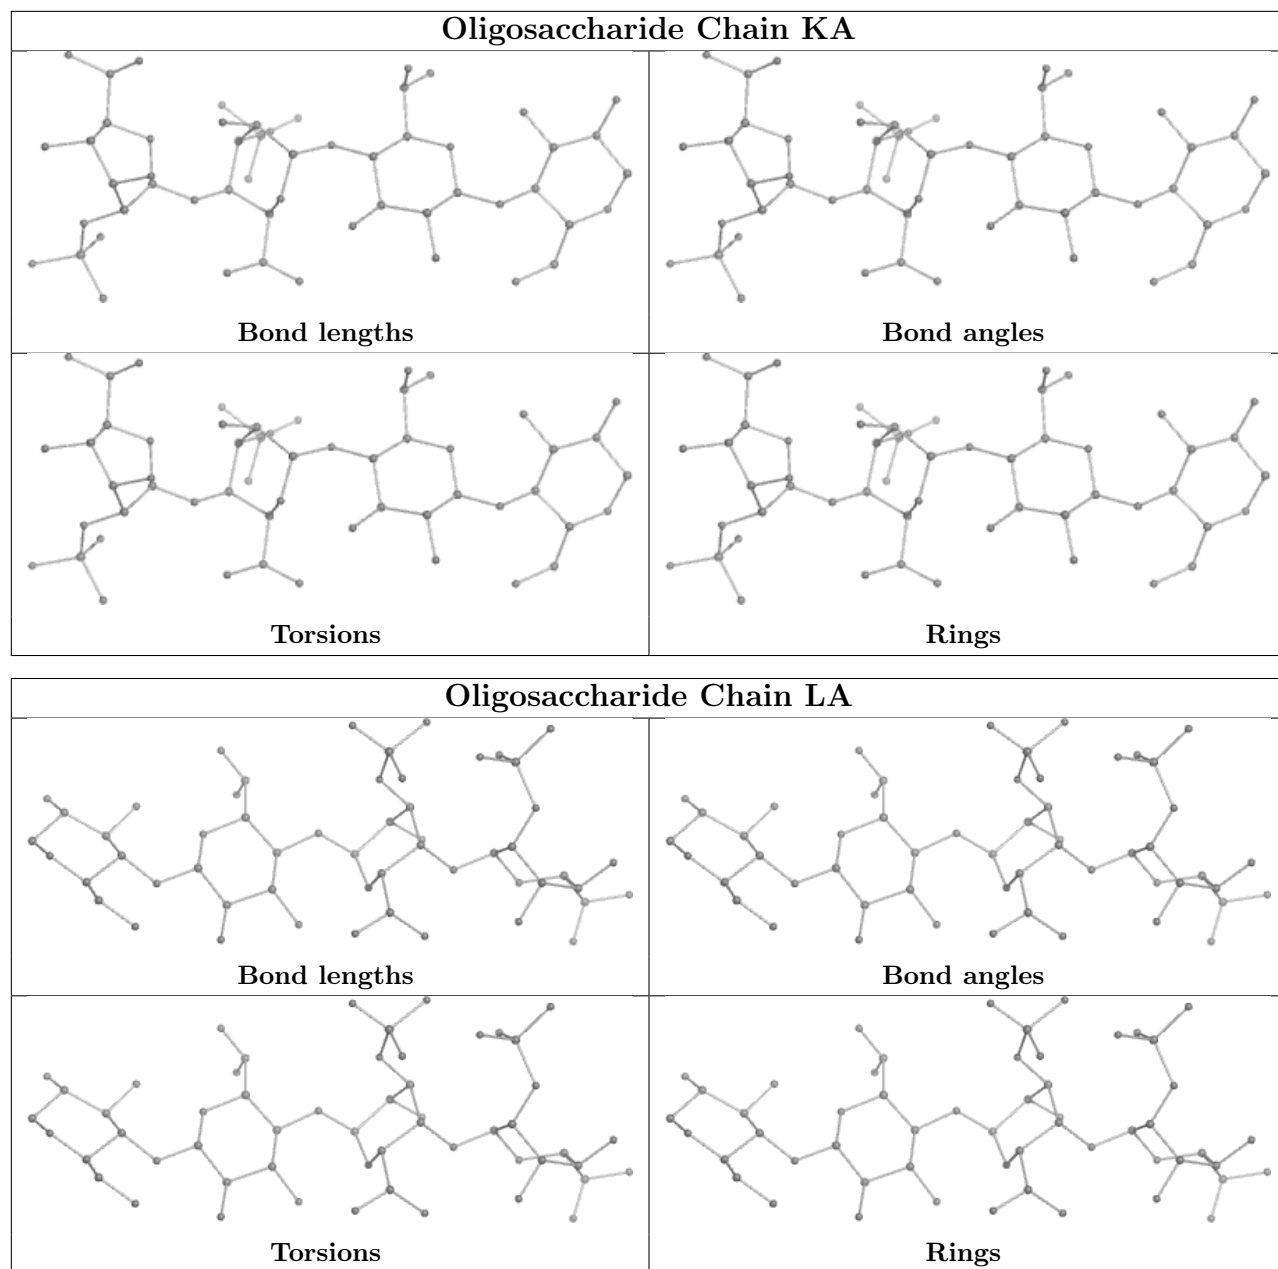 Oligosaccharide Chain KA
Bond lengths
Bond angles
Torsions
Rings
Oligosaccharide Chain LA
Bond lengths
Bond angles
Torsions
Rings